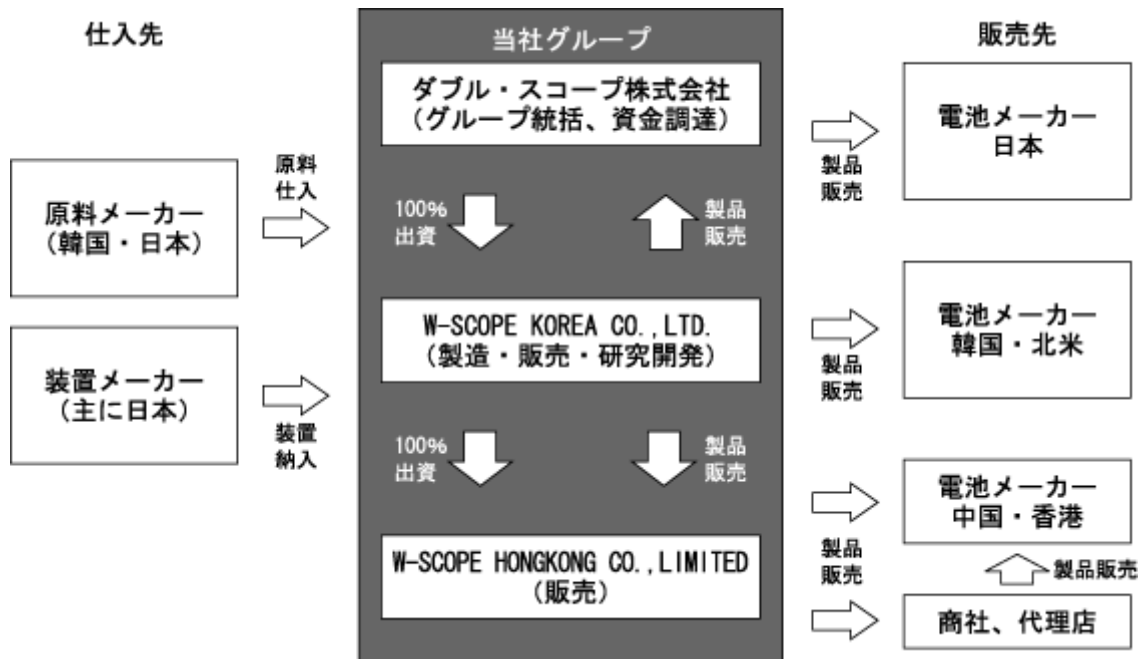 仕入先
原料メーカー
（韓国・日本）
装置メーカー
（主に日本）
原料
仕入
装置
納入
当社グループ
ダブル・スコープ株式会社
（グループ統括、資金調達）
100%
出資
製品
販売
W-SCOPE KOREA CO.,LTD.
（製造・販売・研究開発）
100%
出資
製品
販売
W-SCOPE HONGKONG CO.,LIMITED
（販売）
製品
販売
製品
販売
製品
販売
販売先
電池メーカー
日本
電池メーカー
韓国・北米
電池メーカー
中国・香港
製品販売
商社、代理店